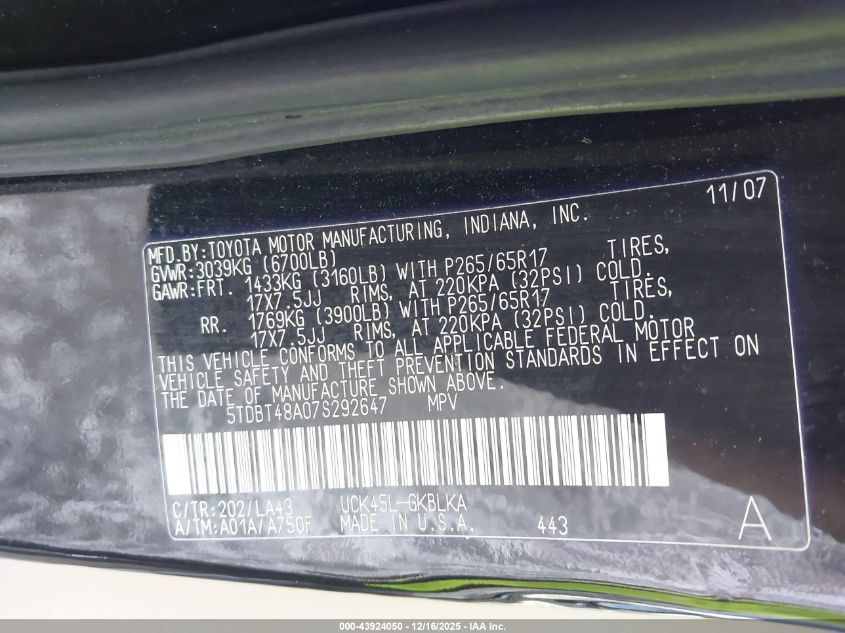 11/07
MFD.BY:TOYOTA MOTOR MANUFACTURING, INDIANA, INC.
GVWR:3039KG (6700LB)
GAWR:FRT. 1433KG (3160LB) WITH P265/65R17 TIRES,
17X7.5JJ RIMS, AT 220KPA (32PSI) COLD.
RR. 1769KG (3900LB) WITH P265/65R17 TIRES,
17X7.5JJ RIMS, AT 220KPA (32PSI) COLD.
THIS VEHICLE CONFORMS TO ALL APPLICABLE FEDERAL MOTOR
VEHICLE SAFETY AND THEFT PREVENTION STANDARDS IN EFFECT ON
THE DATE OF MANUFACTURE SHOWN ABOVE.
5TDBT48A07S292647 MPV
C/TR:202/LA43 UCK45L-GKBLKA
A/TM:A01A/A750F MADE IN U.S.A. 443 A
000-43924050 - 12/16/2025 - IAA Inc.